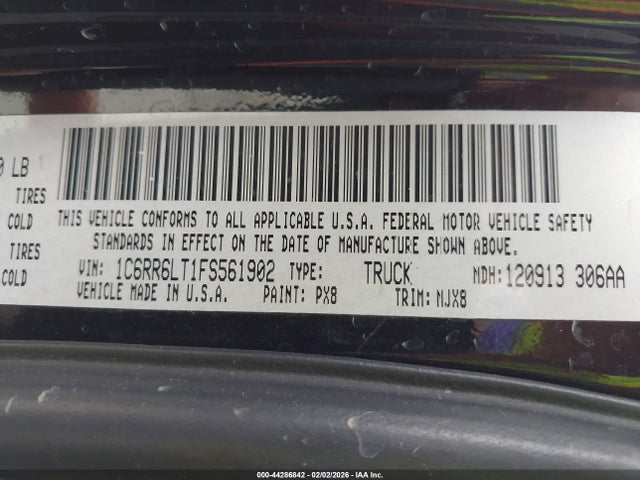 0 LB
TIRES
COLD
TIRES
COLD
THIS VEHICLE CONFORMS TO ALL APPLICABLE U.S.A. FEDERAL MOTOR VEHICLE SAFETY
STANDARDS IN EFFECT ON THE DATE OF MANUFACTURE SHOWN ABOVE.
VIN: 1C6RR6LT1FS561902 TYPE: TRUCK NDH:120913 306AA
VEHICLE MADE IN U.S.A. PAINT: PX8 TRIM: NJX8
000-44286842 - 02/02/2026 - IAA Inc.